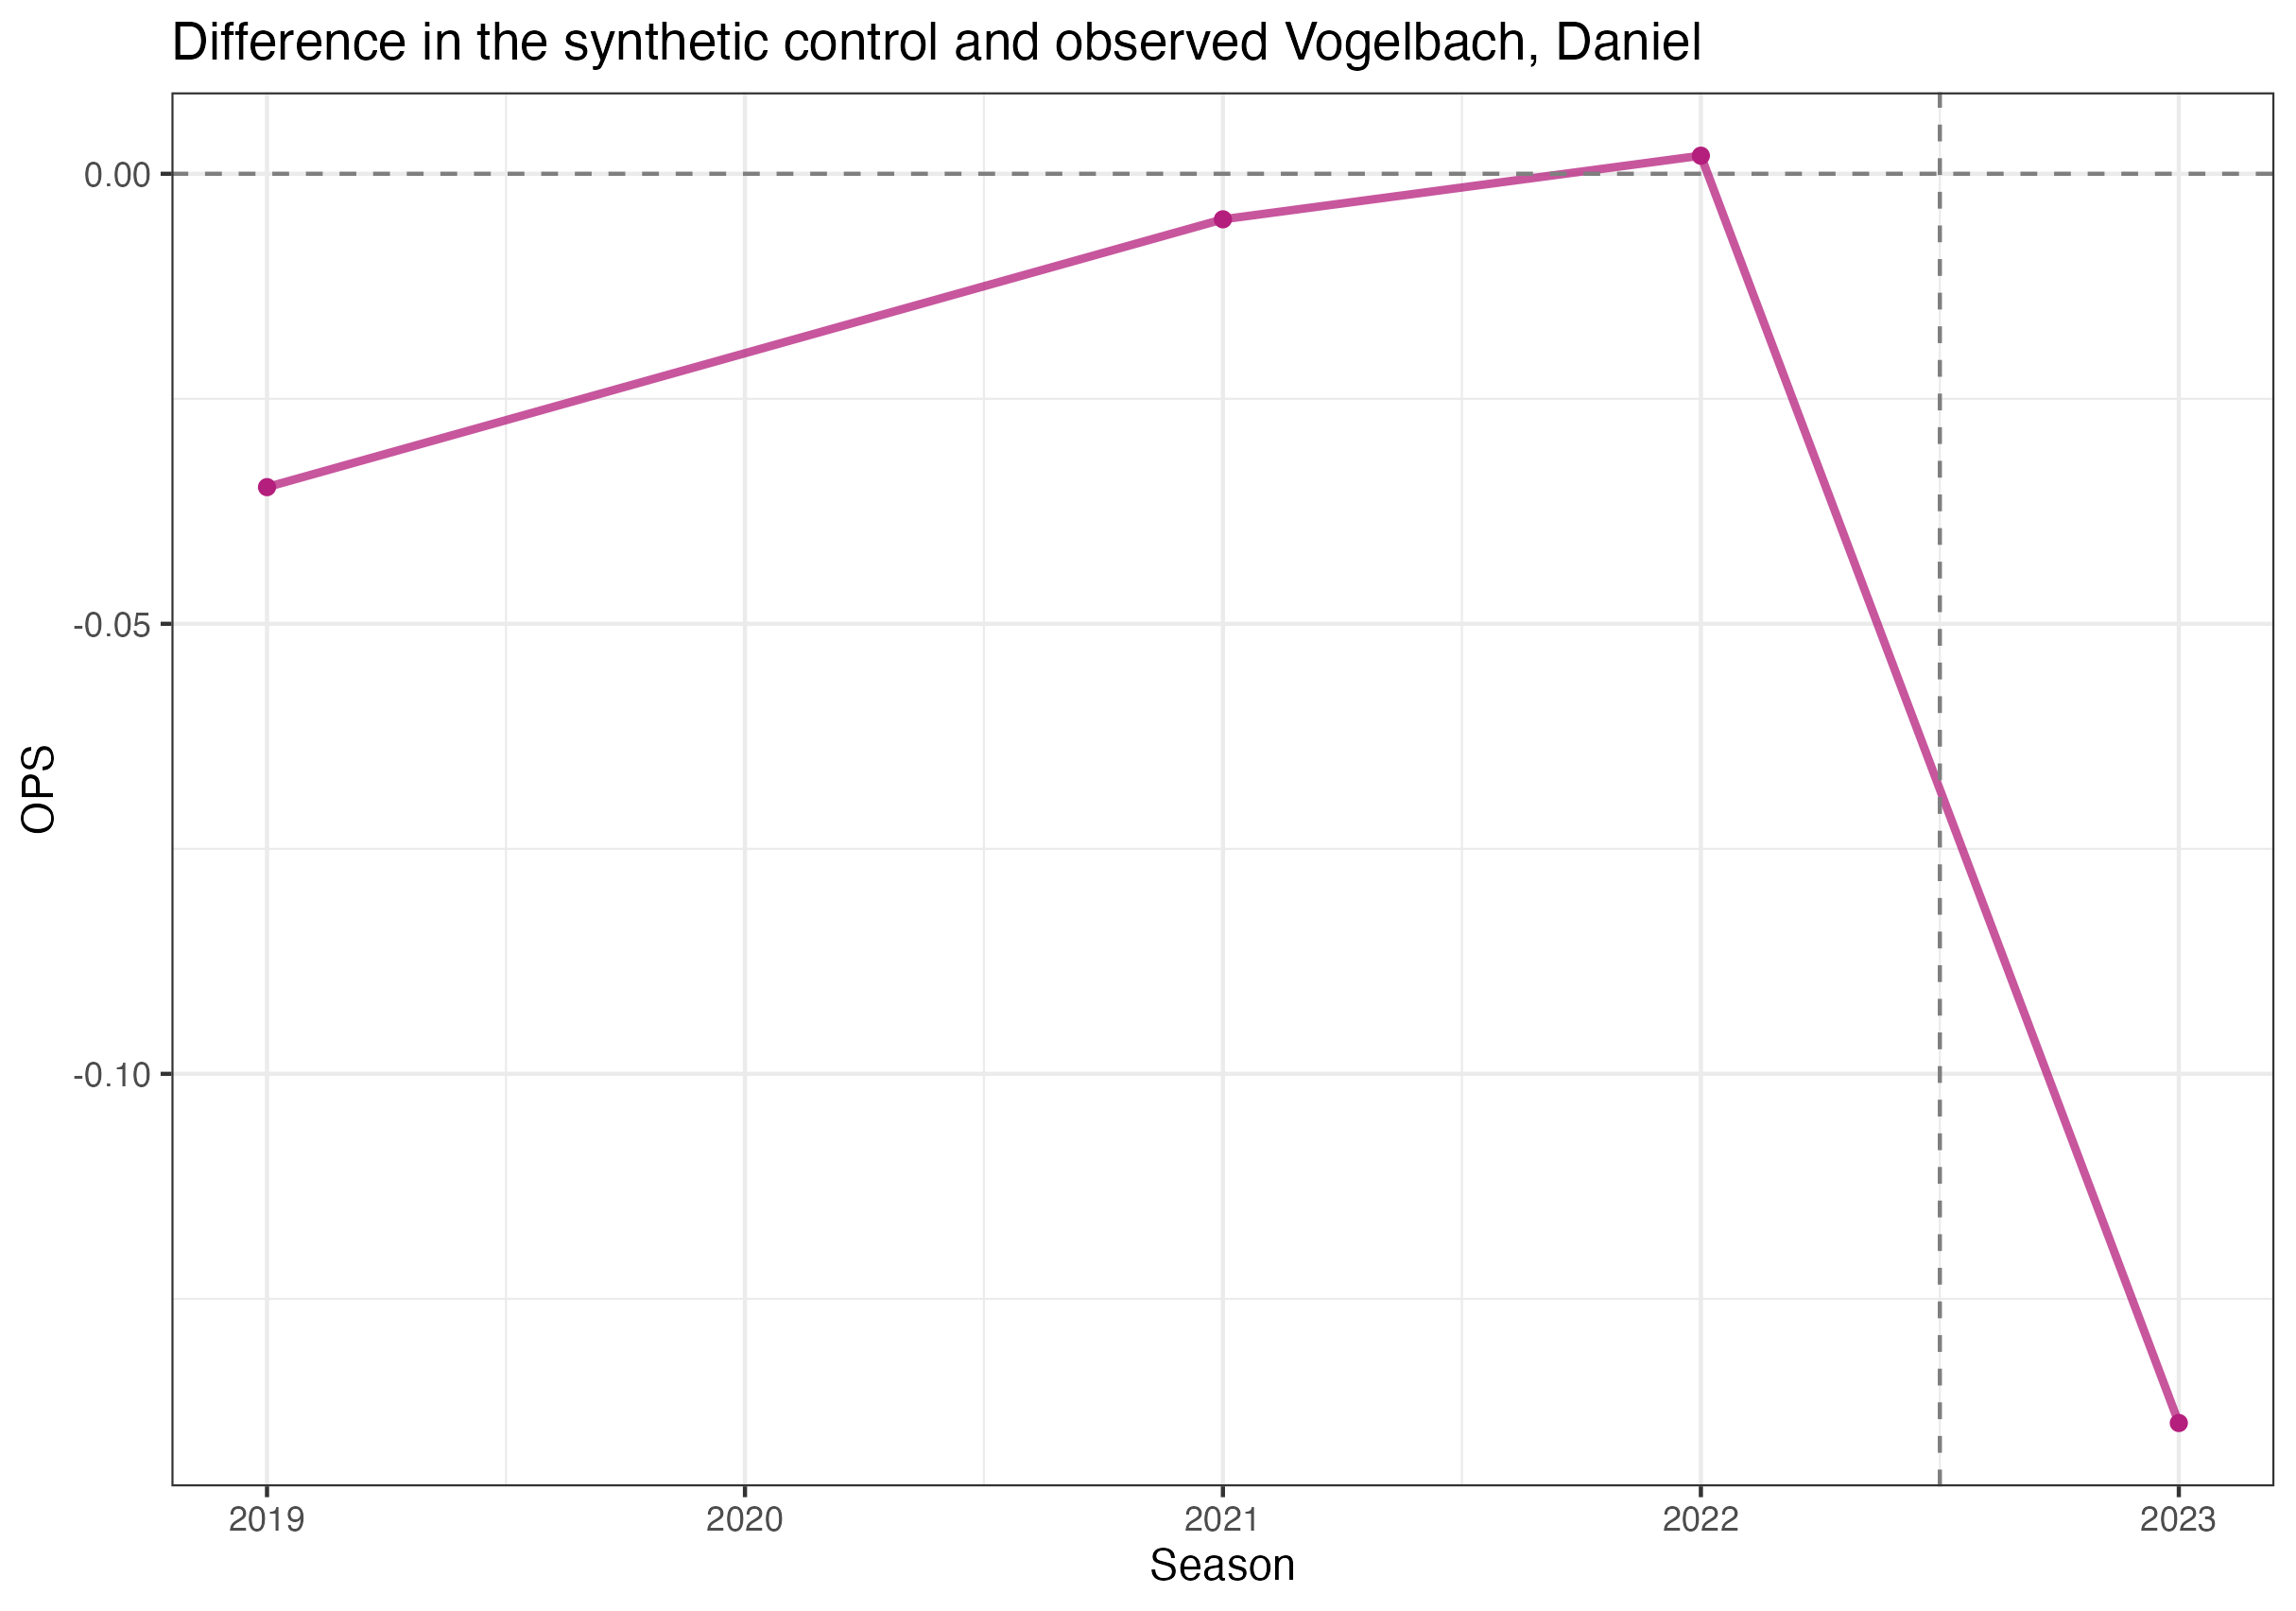 Difference in the synthetic control and observed Vogelbach, Daniel
0.00
-0.05
-0.10
OPS
2019 2020 2021 2022 2023
Season